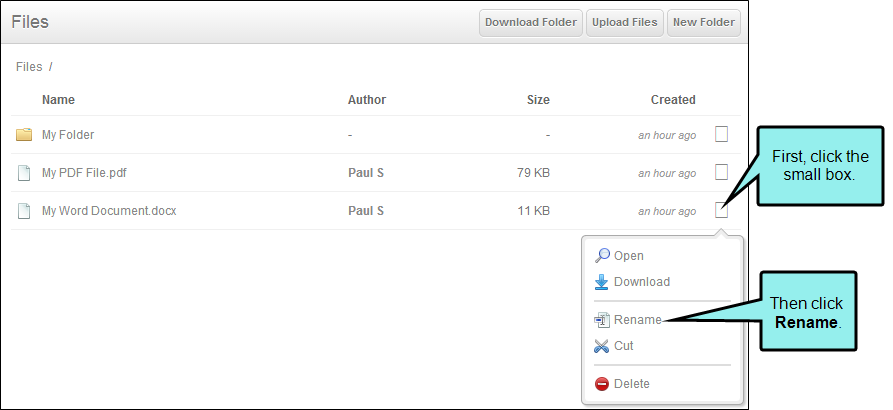 Files
Download Folder Upload Files New Folder
Files /
Name Author Size Created
My Folder - - an hour ago
My PDF File.pdf Paul S 79 KB an hour ago
My Word Document.docx Paul S 11 KB an hour ago
First, click the
small box.
Open
Download
Rename
Cut
Delete
Then click
Rename.